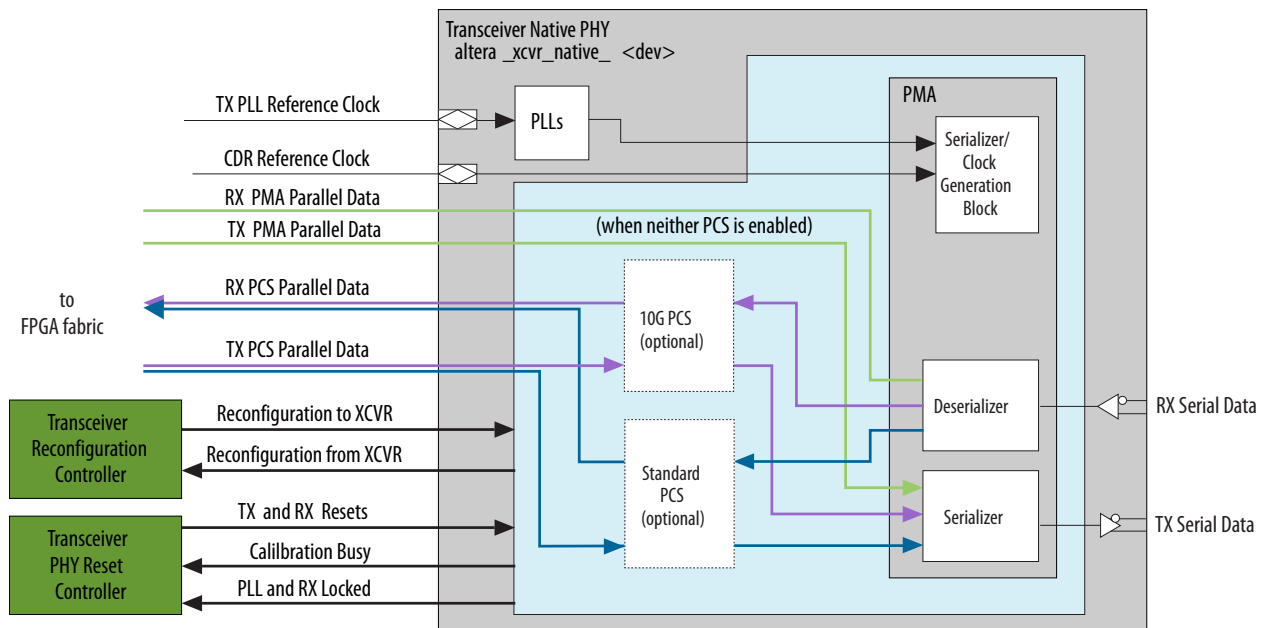 Transceiver Native PHY
altera _xcvr_native_ <dev>
PMA
TX PLL Reference Clock
PLLs
Serializer/
Clock
Generation
Block
CDR Reference Clock
RX PMA Parallel Data
TX PMA Parallel Data
(when neither PCS is enabled)
RX PCS Parallel Data
to
FPGA fabric
10G PCS
(optional)
TX PCS Parallel Data
Deserializer
RX Serial Data
Transceiver
Reconfiguration
Controller
Reconfiguration to XCVR
Reconfiguration from XCVR
Standard
PCS
(optional)
Serializer
TX Serial Data
Transceiver
PHY Reset
Controller
TX and RX Resets
Calilbration Busy
PLL and RX Locked